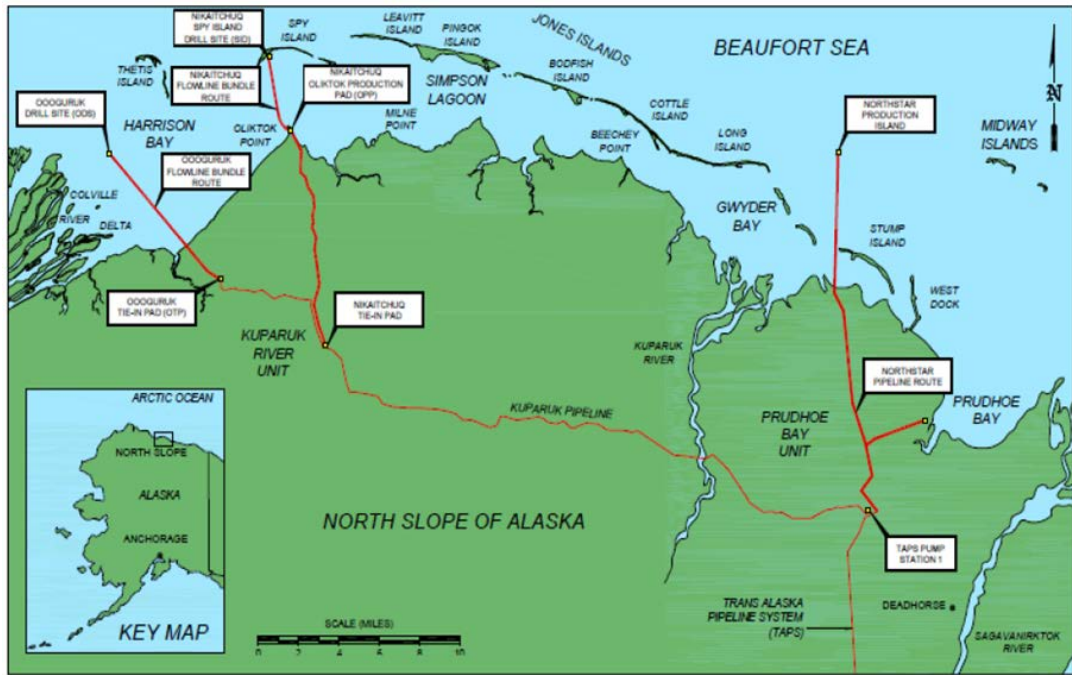 NIKAITCHUQ
SPY ISLAND
DRILL SITE (SID)
SPY
ISLAND
LEAVITT
ISLAND
PINGOK
ISLAND
JONES ISLANDS
BEAUFORT SEA
THETIS
ISLAND
NIKAITCHUQ
FLOWLINE BUNDLE
ROUTE
NIKAITCHUQ
OLIKTOK PRODUCTION
PAD (OPP)
SIMPSON
LAGOON
BODFISH
ISLAND
N
OOOGURUK
DRILL SITE (ODS)
HARRISON
BAY
OLIKTOK
POINT
MILNE
POINT
COTTLE
ISLAND
NORTHSTAR
PRODUCTION
ISLAND
MIDWAY
ISLANDS
BEECHEY
POINT
LONG
ISLAND
OOOGURUK
FLOWLINE BUNDLE
ROUTE
COLVILLE
RIVER
DELTA
GWYDER
BAY
STUMP
ISLAND
WEST
DOCK
OOOGURUK
TIE-IN PAD (OTP)
NIKAITCHUQ
TIE-IN PAD
KUPARUK
RIVER
UNIT
KUPARUK
RIVER
NORTHSTAR
PIPELINE ROUTE
PRUDHOE
BAY
KUPARUK PIPELINE
PRUDHOE
BAY
UNIT
ARCTIC OCEAN
NORTH SLOPE
ALASKA
ANCHORAGE
KEY MAP
NORTH SLOPE OF ALASKA
TAPS PUMP
STATION 1
TRANS ALASKA
PIPELINE SYSTEM
(TAPS)
DEADHORSE
SAGAVANIRKTOK
RIVER
SCALE (MILES)
0 2 4 6 8 10